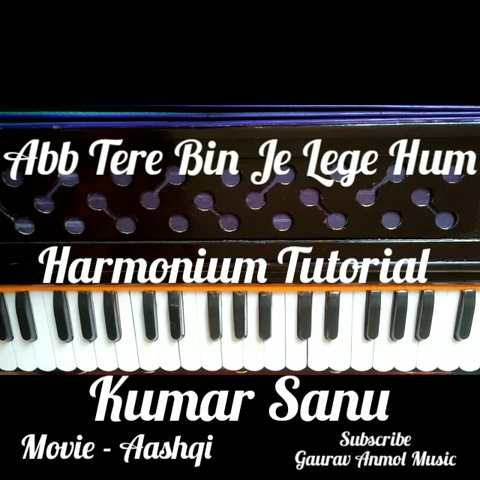 Abb Tere Bin Je Lege Hum
Harmonium Tutorial
Kumar Sanu
Movie - Aashqi
Subscribe
Gaurav Anmol Music